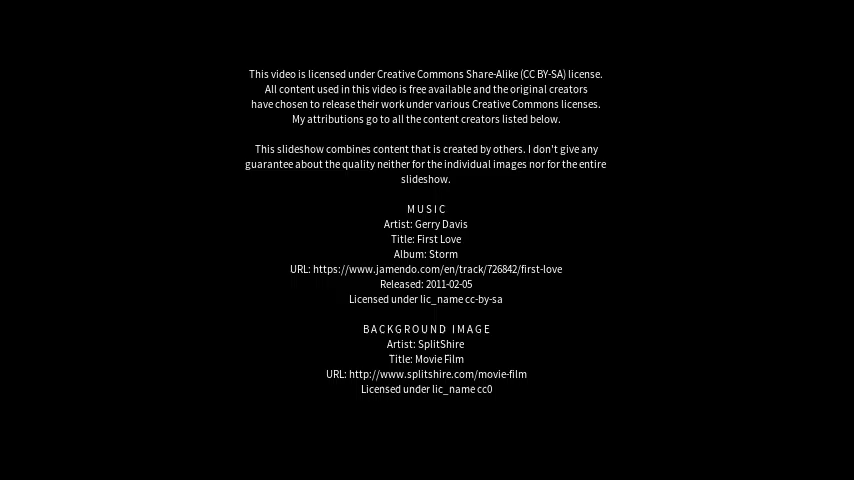 This video is licensed under Creative Commons Share-Alike (CC BY-SA) license.
All content used in this video is free available and the original creators
have chosen to release their work under various Creative Commons licenses.
My attributions go to all the content creators listed below.
This slideshow combines content that is created by others. I don't give any
guarantee about the quality neither for the individual images nor for the entire
slideshow.
MUSIC
Artist: Gerry Davis
Title: First Love
Album: Storm
URL: https://www.jamendo.com/en/track/726842/first-love
Released: 2011-02-05
Licensed under lic_name cc-by-sa
BACKGROUND IMAGE
Artist: SplitShire
Title: Movie Film
URL: http://www.splitshire.com/movie-film
Licensed under lic_name cc0